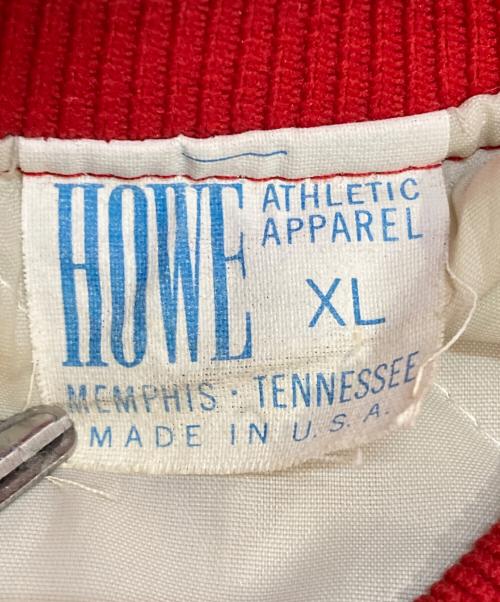 HOWE ATHLETIC
APPAREL
XL
MEMPHIS · TENNESSEE
MADE IN U.S.A.